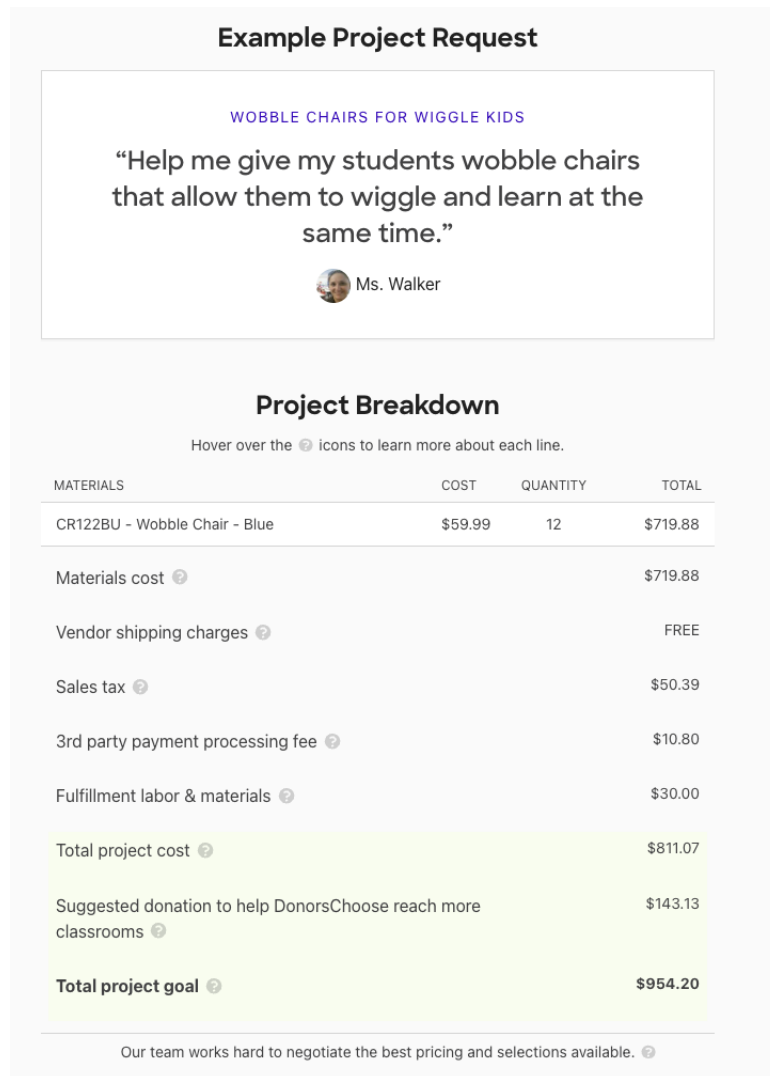 Example Project Request
WOBBLE CHAIRS FOR WIGGLE KIDS
“Help me give my students wobble chairs
that allow them to wiggle and learn at the
same time.”
Ms. Walker
Project Breakdown
Hover over the ? icons to learn more about each line.
MATERIALS COST QUANTITY TOTAL
CR122BU - Wobble Chair - Blue $59.99 12 $719.88
Materials cost ? $719.88
Vendor shipping charges ? FREE
Sales tax ? $50.39
3rd party payment processing fee ? $10.80
Fulfillment labor & materials ? $30.00
Total project cost ? $811.07
Suggested donation to help DonorsChoose reach more $143.13
classrooms ?
Total project goal ? $954.20
Our team works hard to negotiate the best pricing and selections available. ?